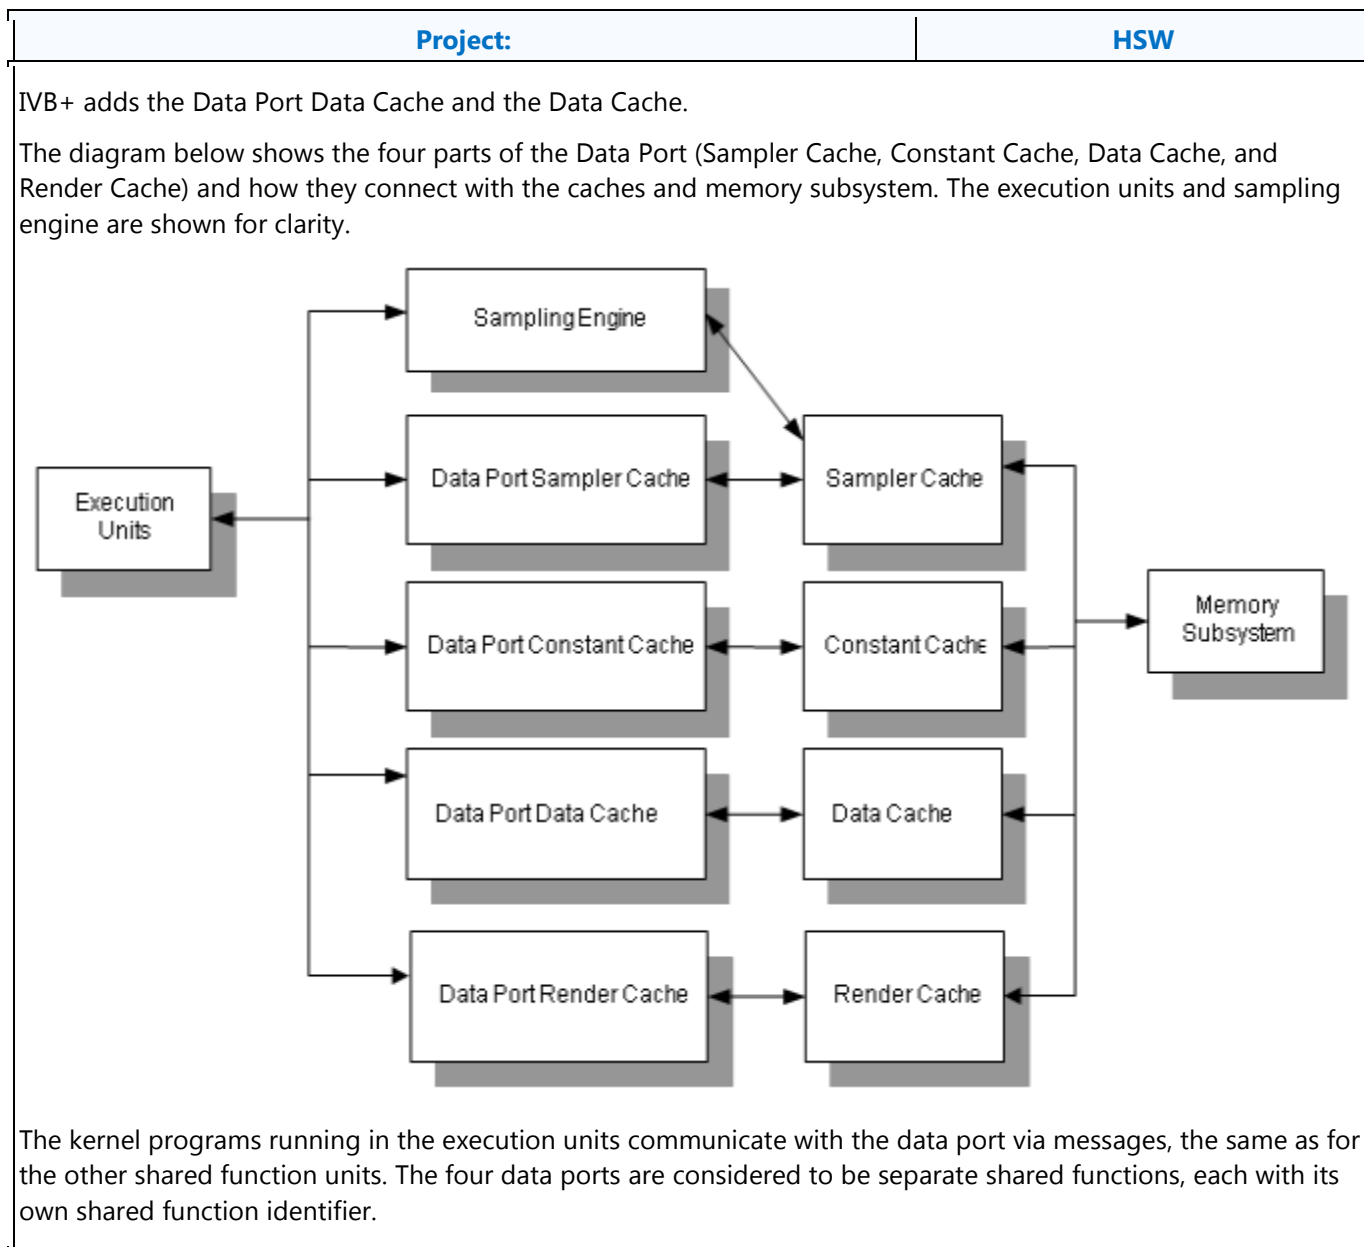 Project:
HSW
IVB+ adds the Data Port Data Cache and the Data Cache.
The diagram below shows the four parts of the Data Port (Sampler Cache, Constant Cache, Data Cache, and
Render Cache) and how they connect with the caches and memory subsystem. The execution units and sampling
engine are shown for clarity.
Sampling Engine
Data Port Sampler Cache
Sampler Cache
Execution
Units
Memory
Subsystem
Data Port Constant Cache
Constant Cache
Data Port Data Cache
Data Cache
Data Port Render Cache
Render Cache
The kernel programs running in the execution units communicate with the data port via messages, the same as for
the other shared function units. The four data ports are considered to be separate shared functions, each with its
own shared function identifier.